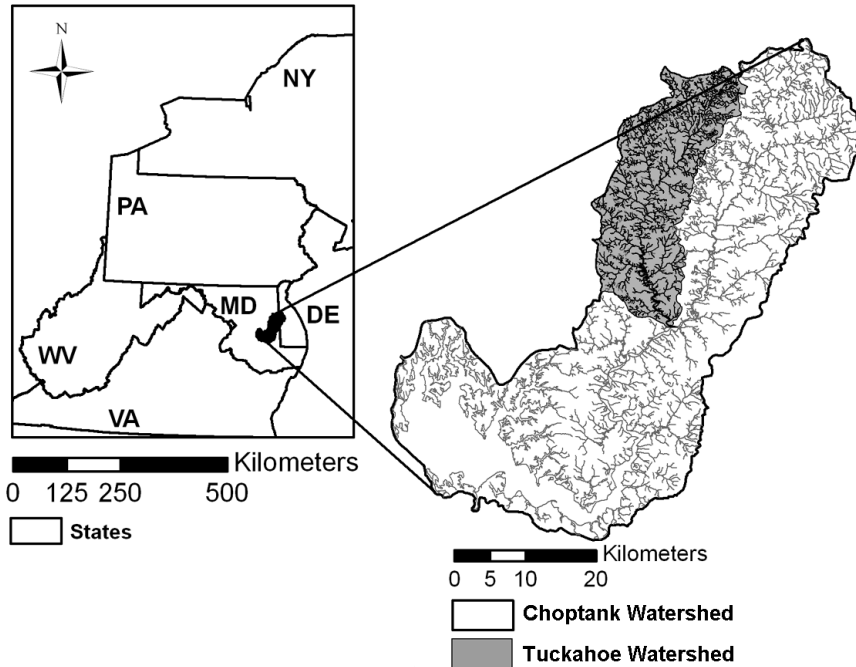 N
NY
PA
MD
DE
WV
VA
Kilometers
0 125 250 500
States
Kilometers
0 5 10 20
Choptank Watershed
Tuckahoe Watershed